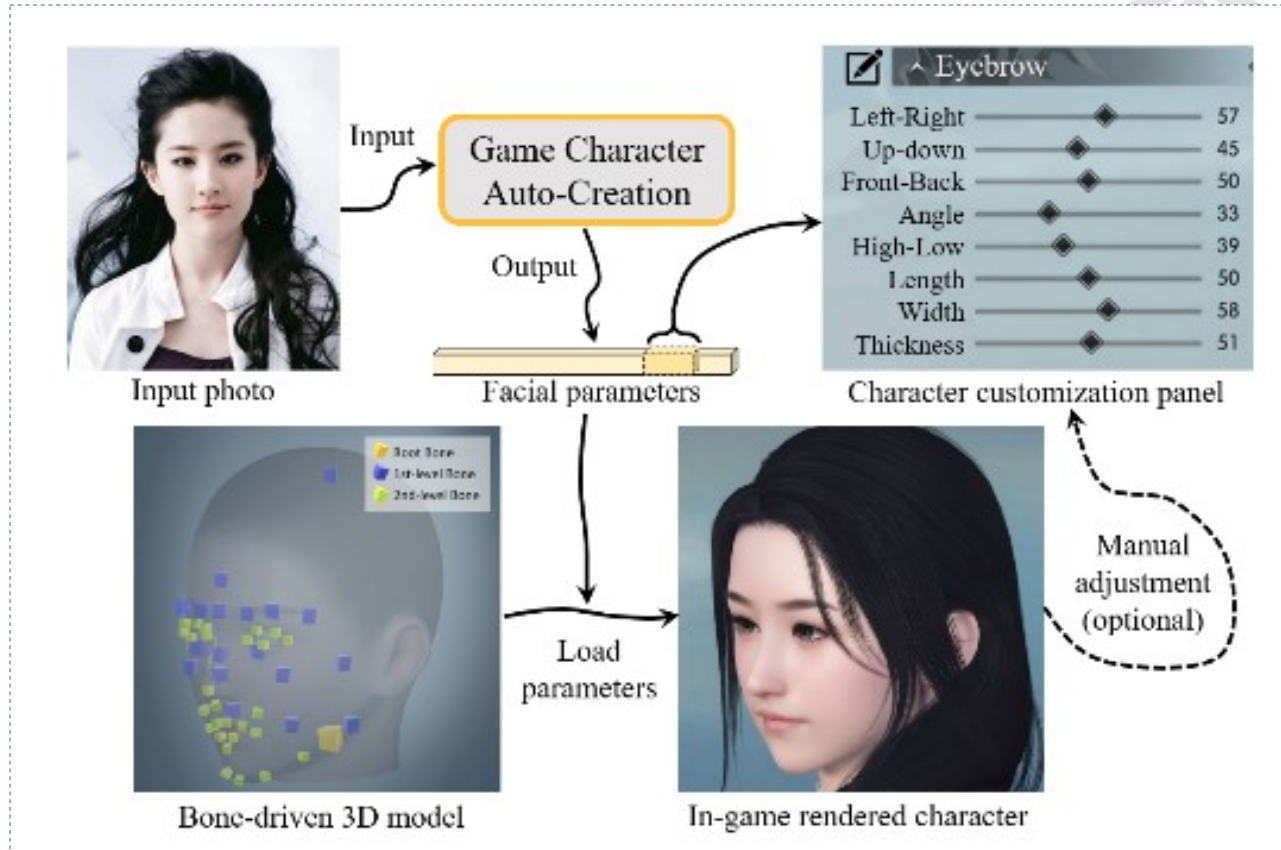 Input
Game Character
Auto-Creation
Output
Input photo
Facial parameters
Eyebrow
Left-Right 57
Up-down 45
Front-Back 50
Angle 33
High-Low 39
Length 50
Width 58
Thickness 51
Character customization panel
Root Bone
1st-level Bone
2nd-level Bone
Load
parameters
Manual
adjustment
(optional)
Bone-driven 3D model
In-game rendered character